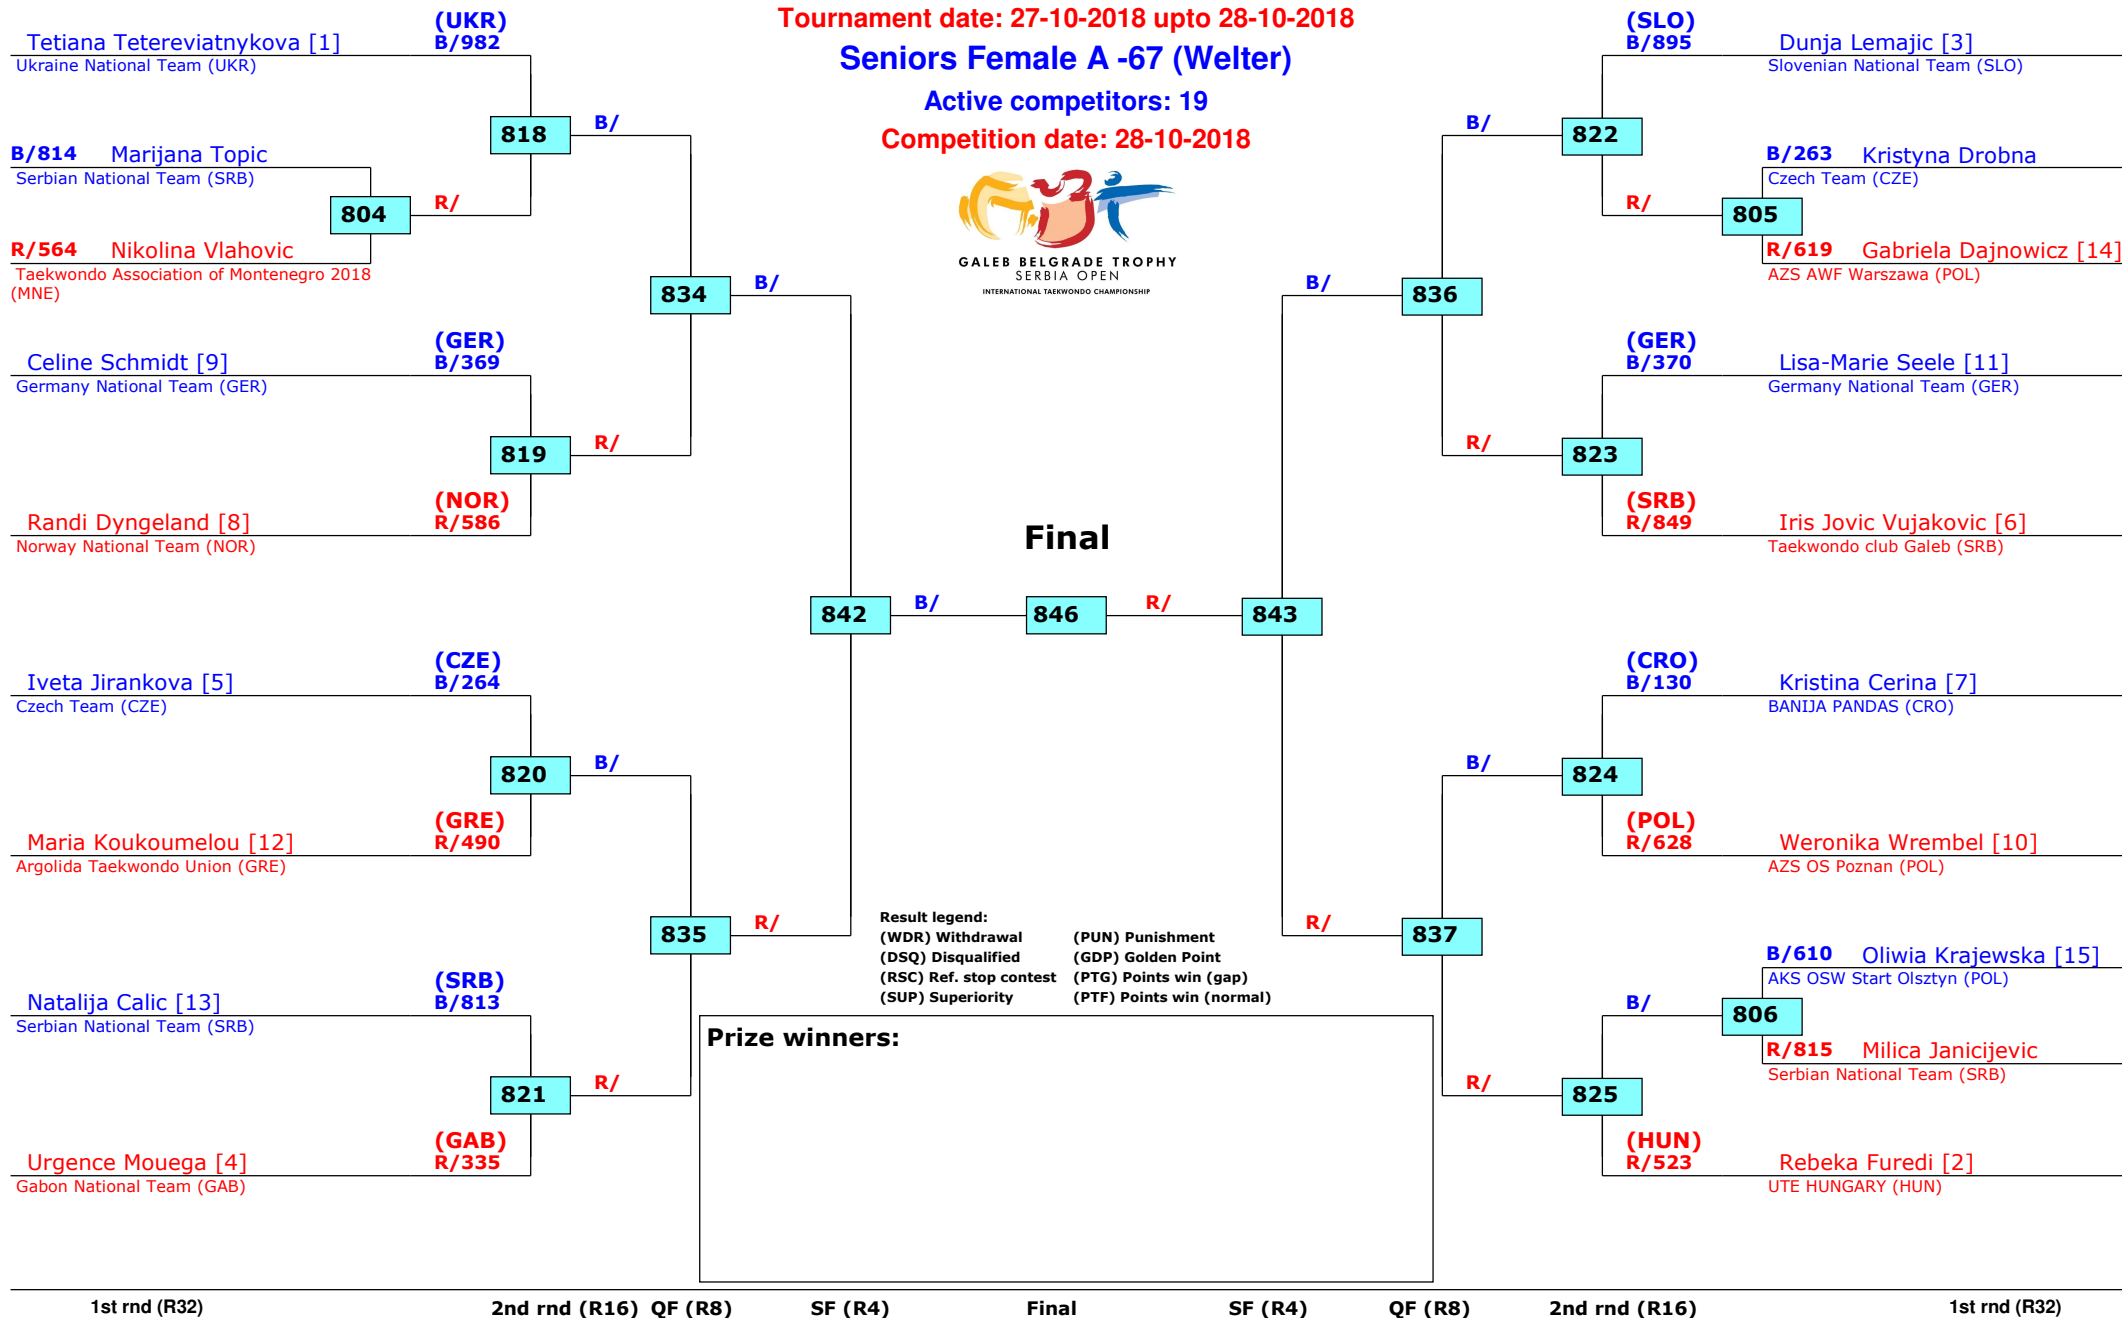 Tournament date: 27-10-2018 upto 28-10-2018
Seniors Female A -67 (Welter)
Active competitors: 19
Competition date: 28-10-2018
GALEB BELGRADE TROPHY
SERBIA OPEN
INTERNATIONAL TAEKWONDO CHAMPIONSHIP
(UKR)
Tetiana Tetereviatnykova [1] B/982
Ukraine National Team (UKR)
818 B/
B/814 Marijana Topic
Serbian National Team (SRB)
804 R/
R/564 Nikolina Vlahovic
Taekwondo Association of Montenegro 2018
(MNE)
834 B/
(GER)
Celine Schmidt [9] B/369
Germany National Team (GER)
819 R/
(NOR)
Randi Dyngeland [8] R/586
Norway National Team (NOR)
842 B/
(CZE)
Iveta Jirankova [5] B/264
Czech Team (CZE)
820 B/
(GRE)
Maria Koukoumelou [12] R/490
Argolida Taekwondo Union (GRE)
835 R/
(SRB)
Natalija Calic [13] B/813
Serbian National Team (SRB)
821 R/
(GAB)
Urgence Mouega [4] R/335
Gabon National Team (GAB)
Final
846
(SLO)
B/895 Dunja Lemajic [3]
Slovenian National Team (SLO)
B/ 822
B/263 Kristyna Drobna
Czech Team (CZE)
R/ 805
R/619 Gabriela Dajnowicz [14]
AZS AWF Warszawa (POL)
B/ 836
(GER)
B/370 Lisa-Marie Seele [11]
Germany National Team (GER)
R/ 823
(SRB)
R/849 Iris Jovic Vujakovic [6]
Taekwondo club Galeb (SRB)
R/ 843
(CRO)
B/130 Kristina Cerina [7]
BANIJA PANDAS (CRO)
B/ 824
(POL)
R/628 Weronika Wrembel [10]
AZS OS Poznan (POL)
R/ 837
B/610 Oliwia Krajewska [15]
AKS OSW Start Olsztyn (POL)
B/ 806
R/815 Milica Janicijevic
Serbian National Team (SRB)
R/ 825
(HUN)
R/523 Rebeka Furedi [2]
UTE HUNGARY (HUN)
Result legend:
(WDR) Withdrawal (PUN) Punishment
(DSQ) Disqualified (GDP) Golden Point
(RSC) Ref. stop contest (PTG) Points win (gap)
(SUP) Superiority (PTF) Points win (normal)
Prize winners:
1st rnd (R32) 2nd rnd (R16) QF (R8) SF (R4) Final SF (R4) QF (R8) 2nd rnd (R16) 1st rnd (R32)